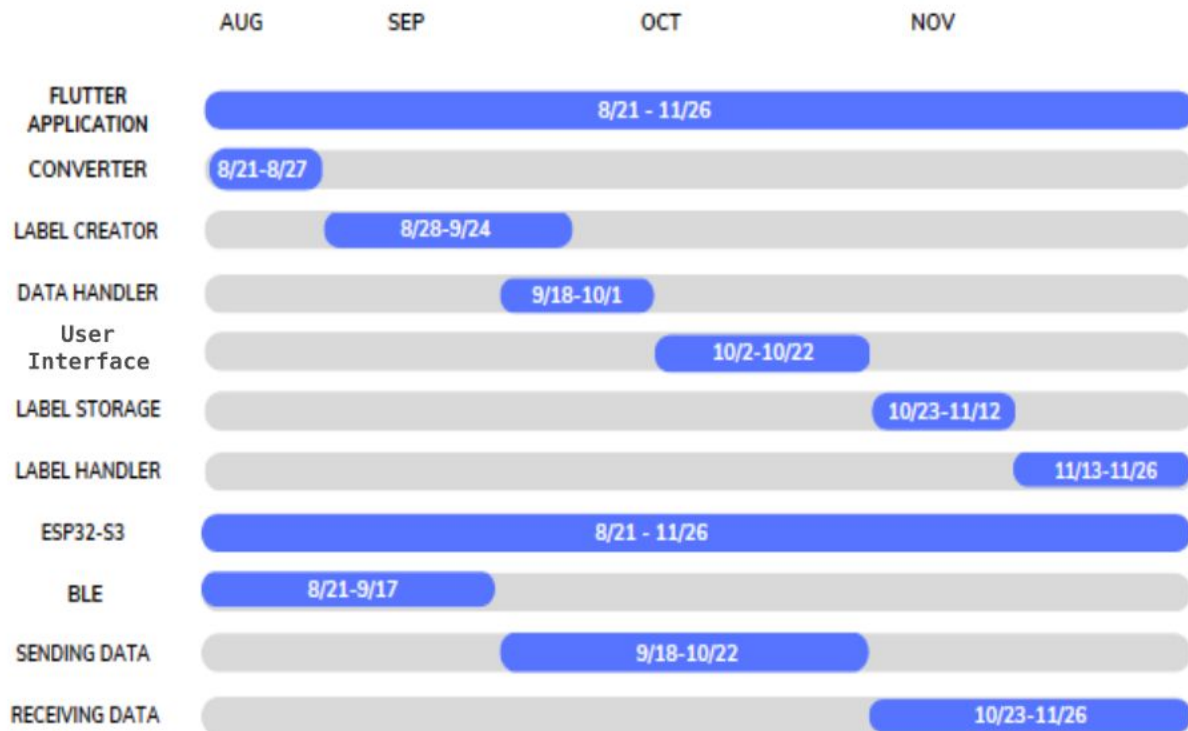 AUG SEP OCT NOV
FLUTTER
APPLICATION
8/21 - 11/26
CONVERTER
8/21-8/27
LABEL CREATOR
8/28-9/24
DATA HANDLER
9/18-10/1
User
Interface
10/2-10/22
LABEL STORAGE
10/23-11/12
LABEL HANDLER
11/13-11/26
ESP32-S3
8/21 - 11/26
BLE
8/21-9/17
SENDING DATA
9/18-10/22
RECEIVING DATA
10/23-11/26